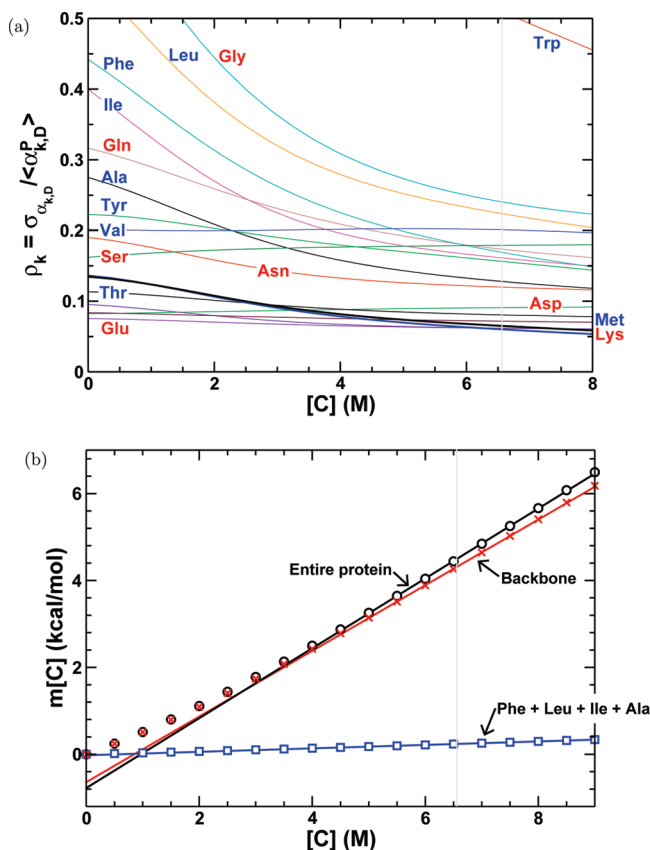 (a)
0.5
0.4
0.3
0.2
0.1
0
ρk = σαk,D /<αPk,D>
Phe
Leu
Gly
Trp
Ile
Gln
Ala
Tyr
Val
Ser
Asn
Thr
Asp
Glu
Met
Lys
0 2 4 6 8
[C] (M)
(b)
6
4
2
0
m[C] (kcal/mol)
Entire protein
Backbone
Phe + Leu + Ile + Ala
0 2 4 6 8
[C] (M)